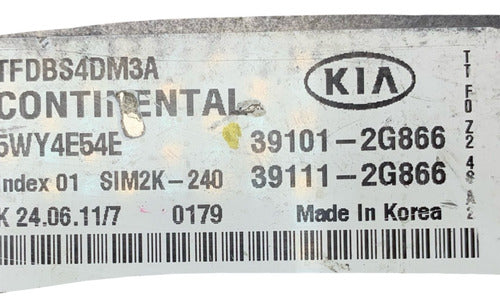 TFDBS4DM3A
KIA
CONTINENTAL
5WY4E54E 39101-2G866
Index 01 SIM2K-240 39111-2G866
K 24.06.11/7 0179 Made in Korea